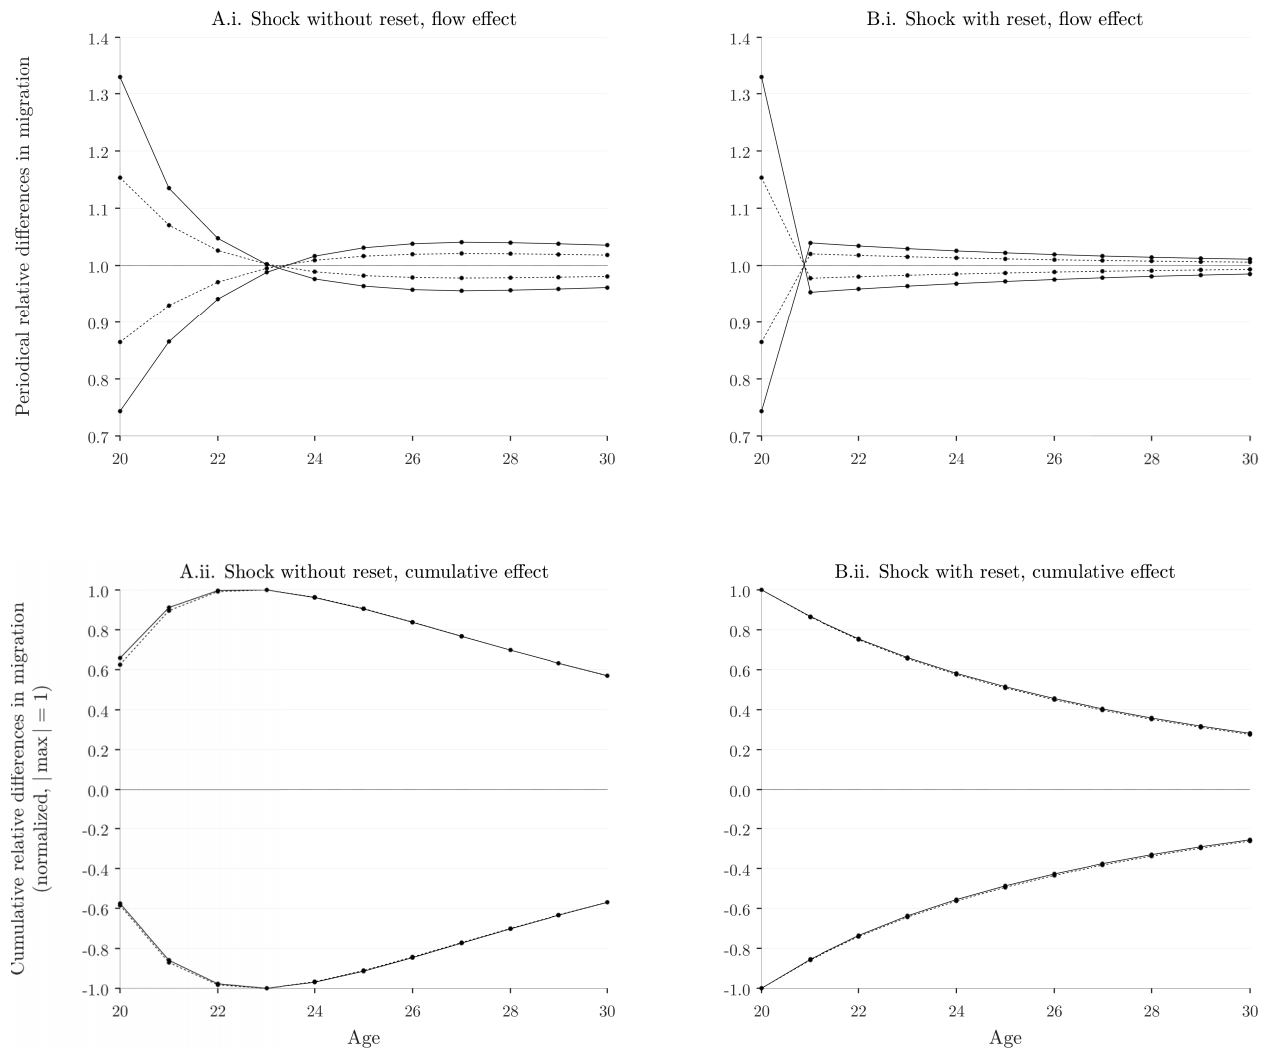 A.i. Shock without reset, flow effect
B.i. Shock with reset, flow effect
Periodical relative differences in migration
1.4
1.3
1.2
1.1
1.0
0.9
0.8
0.7
20 22 24 26 28 30
1.4
1.3
1.2
1.1
1.0
0.9
0.8
0.7
20 22 24 26 28 30
A.ii. Shock without reset, cumulative effect
B.ii. Shock with reset, cumulative effect
Cumulative relative differences in migration
(normalized, | max | = 1)
1.0
0.8
0.6
0.4
0.2
0.0
-0.2
-0.4
-0.6
-0.8
-1.0
20 22 24 26 28 30
Age
1.0
0.8
0.6
0.4
0.2
0.0
-0.2
-0.4
-0.6
-0.8
-1.0
20 22 24 26 28 30
Age